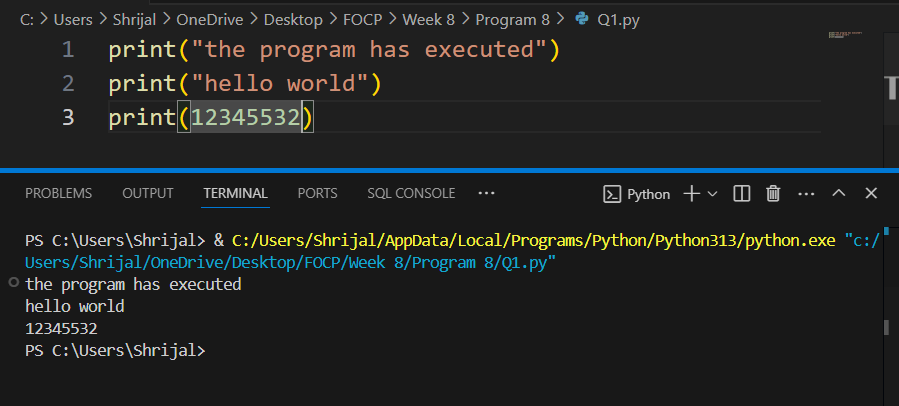 C: > Users > Shrijal > OneDrive > Desktop > FOCP > Week 8 > Program 8 > Q1.py
1 print("the program has executed")
2 print("hello world")
3 print(12345532)
PROBLEMS OUTPUT TERMINAL PORTS SQL CONSOLE ··· Python
PS C:\Users\Shrijal> & C:/Users/Shrijal/AppData/Local/Programs/Python/Python313/python.exe "c:/
Users/Shrijal/OneDrive/Desktop/FOCP/Week 8/Program 8/Q1.py"
the program has executed
hello world
12345532
PS C:\Users\Shrijal>